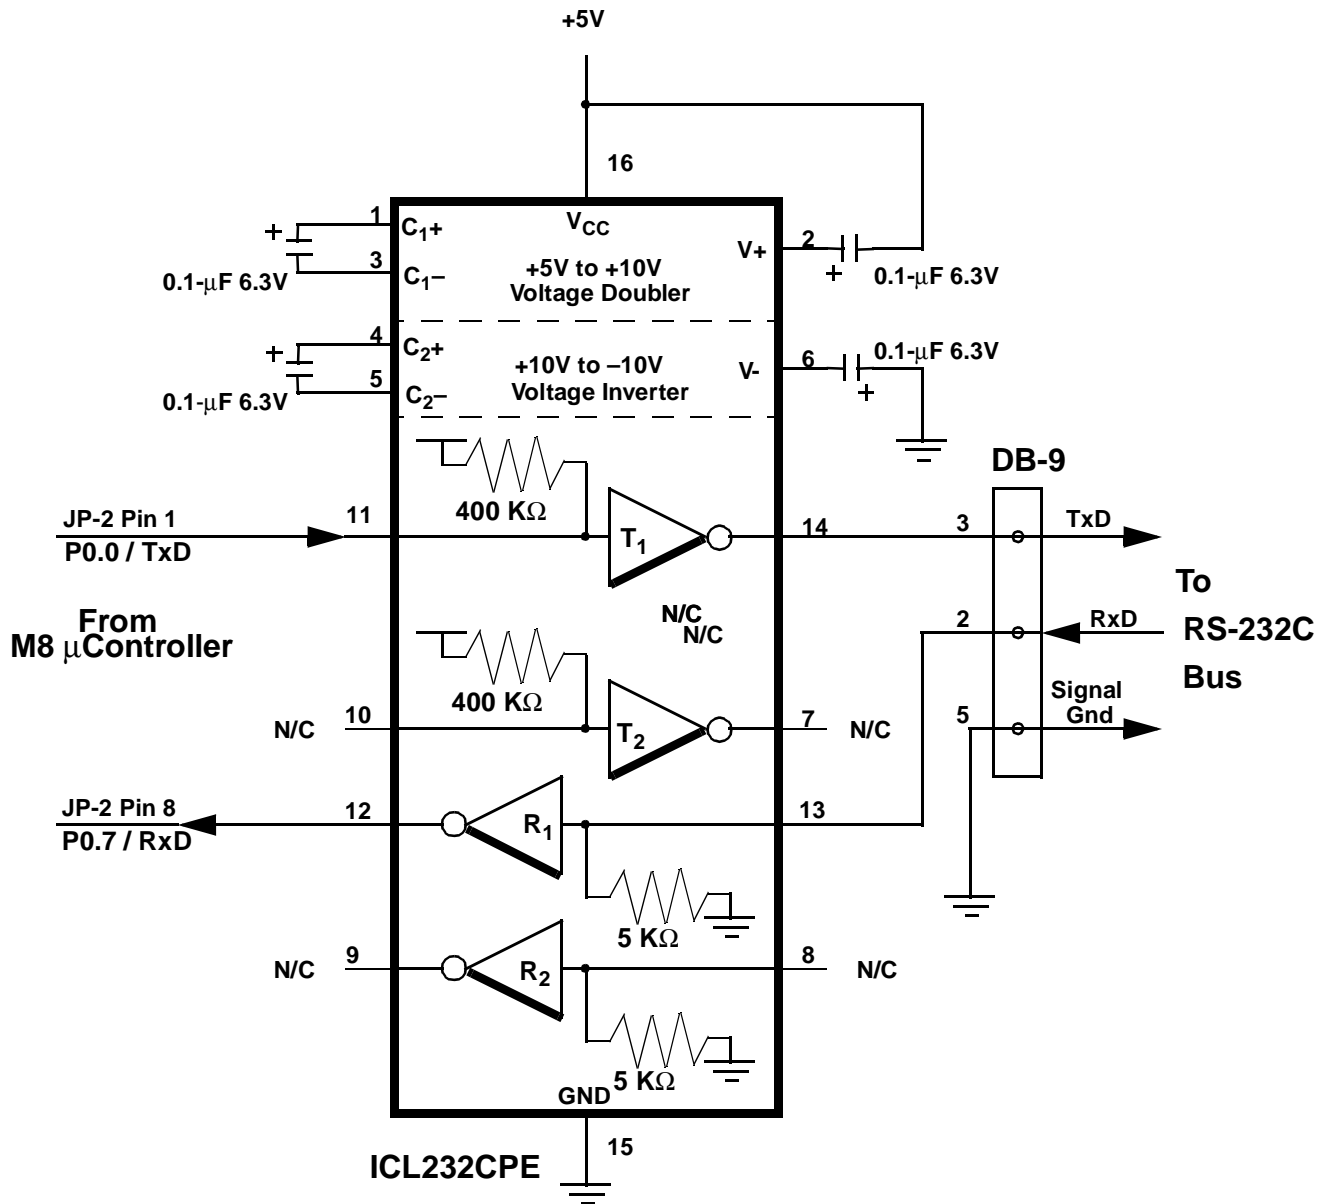 +5V
16
1
C1+
VCC
+
3
C1–
0.1-μF 6.3V
+5V to +10V
Voltage Doubler
V+
2
+
0.1-μF 6.3V
4
C2+
+
5
C2–
0.1-μF 6.3V
+10V to –10V
Voltage Inverter
V-
6
0.1-μF 6.3V
+
DB-9
400 KΩ
JP-2 Pin 1
P0.0 / TxD
11
T1
14
3
TxD
From
M8 μController
N/C
N/C
2
RxD
To
RS-232C
Bus
400 KΩ
N/C
10
T2
7
N/C
5
Signal
Gnd
JP-2 Pin 8
P0.7 / RxD
12
R1
13
5 KΩ
N/C
9
R2
8
N/C
5 KΩ
GND
15
ICL232CPE